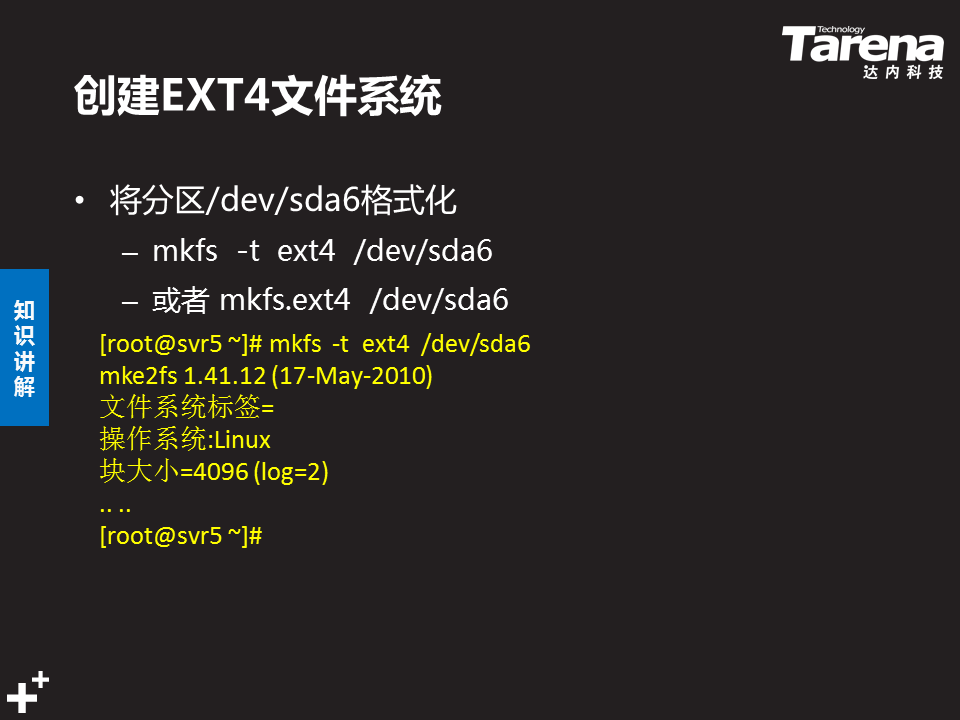 Technology
Tarena
达内科技
创建EXT4文件系统
• 将分区/dev/sda6格式化
– mkfs -t ext4 /dev/sda6
– 或者 mkfs.ext4 /dev/sda6
知识讲解
[root@svr5 ~]# mkfs -t ext4 /dev/sda6
mke2fs 1.41.12 (17-May-2010)
文件系统标签=
操作系统:Linux
块大小=4096 (log=2)
.. ..
[root@svr5 ~]#